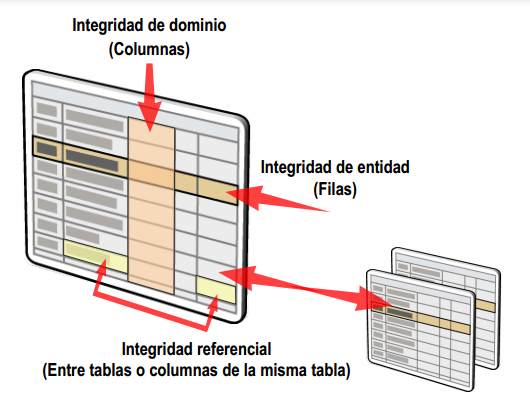 Integridad de dominio
(Columnas)
Integridad de entidad
(Filas)
Integridad referencial
(Entre tablas o columnas de la misma tabla)